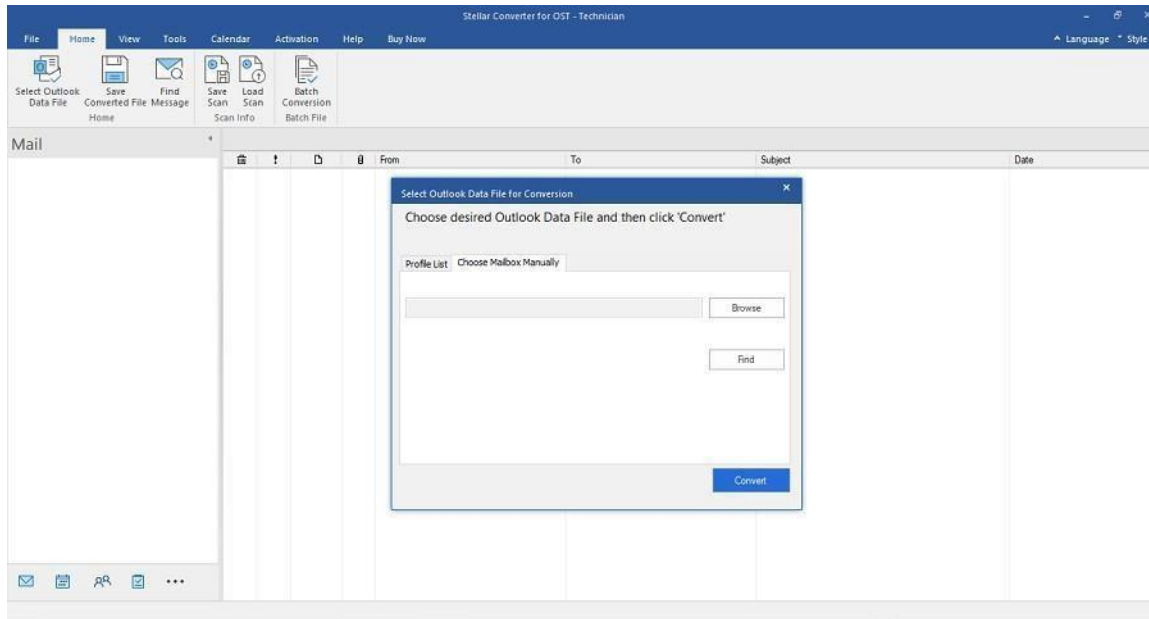 Stellar Converter for OST - Technician
File Home View Tools Calendar Activation Help Buy Now Language Style
Select Outlook Data File
Save Converted File
Find Message
Save Scan
Load Scan
Batch Conversion
Home Scan Info Batch File
Mail
From To Subject Date
Select Outlook Data File for Conversion
Choose desired Outlook Data File and then click 'Convert'
Profile List Choose Mailbox Manually
Browse
Find
Convert